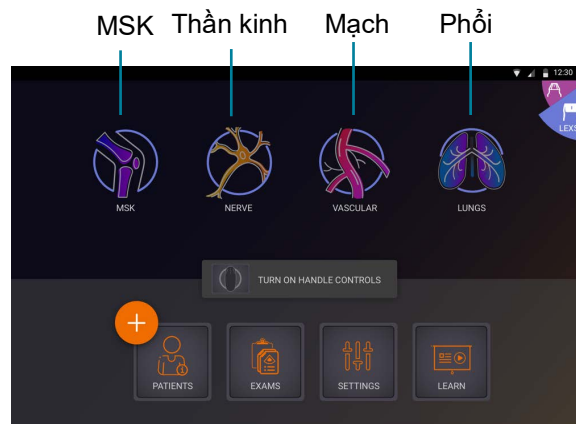 MSK Thần kinh Mạch Phổi
12:30
LEXS
MSK NERVE VASCULAR LUNGS
TURN ON HANDLE CONTROLS
PATIENTS EXAMS SETTINGS LEARN